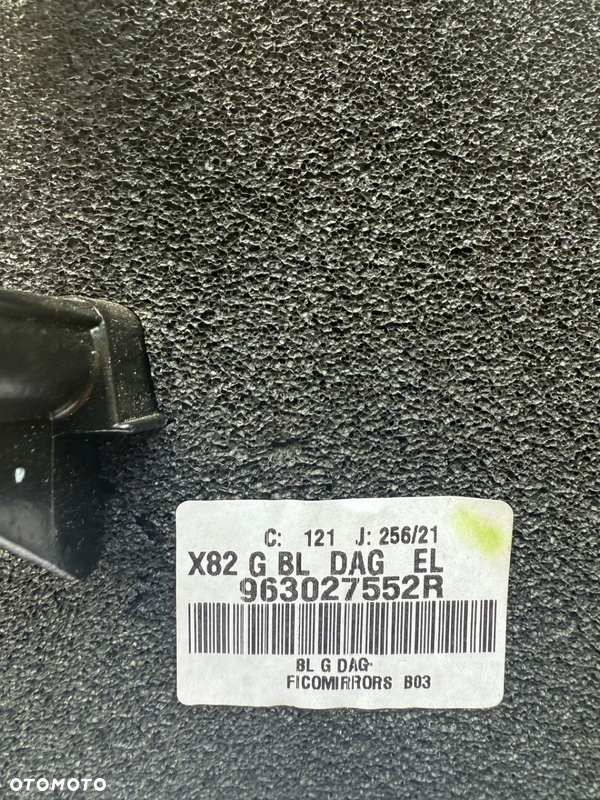 C: 121 J: 256/21
X82 G BL DAG EL
963027552R
BL G DAG
FICOMIRRORS B03
OTOMOTO